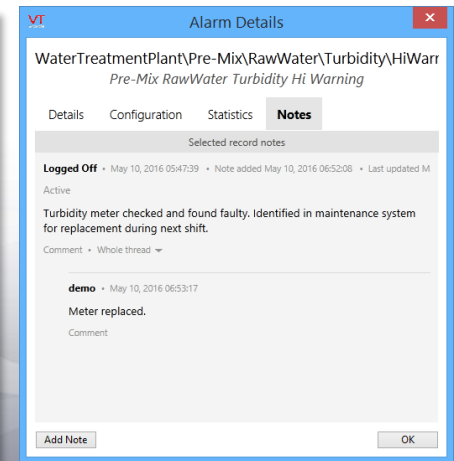 VT
Alarm Details
WaterTreatmentPlant\Pre-Mix\RawWater\Turbidity\HiWarr
Pre-Mix RawWater Turbidity Hi Warning
Details Configuration Statistics Notes
Selected record notes
Logged Off • May 10, 2016 05:47:39 • Note added May 10, 2016 06:52:08 • Last updated M
Active
Turbidity meter checked and found faulty. Identified in maintenance system
for replacement during next shift.
Comment • Whole thread
demo • May 10, 2016 06:53:17
Meter replaced.
Comment
Add Note OK